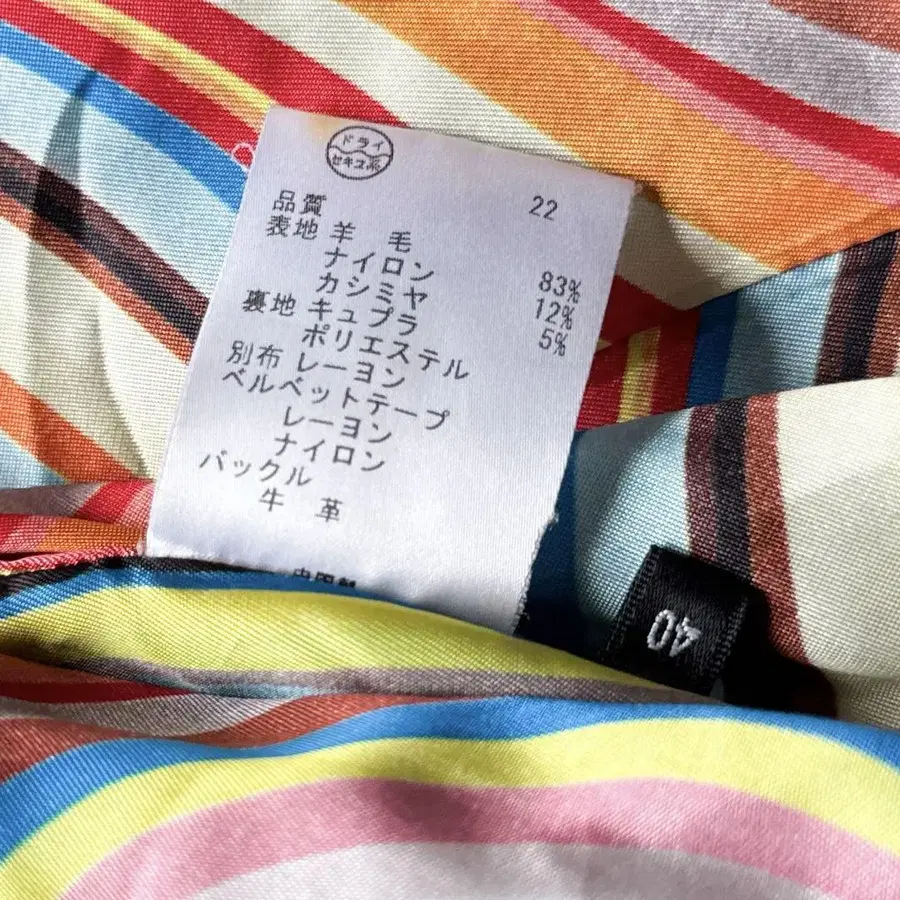 ドライ
セキユ系
22
品質
表地 羊 毛 83%
ナイロン 12%
カシミヤ 5%
裏地 キュプラ
ポリエステル
別布 レーヨン
ベルベットテープ
レーヨン
ナイロン
バックル
牛 革
40